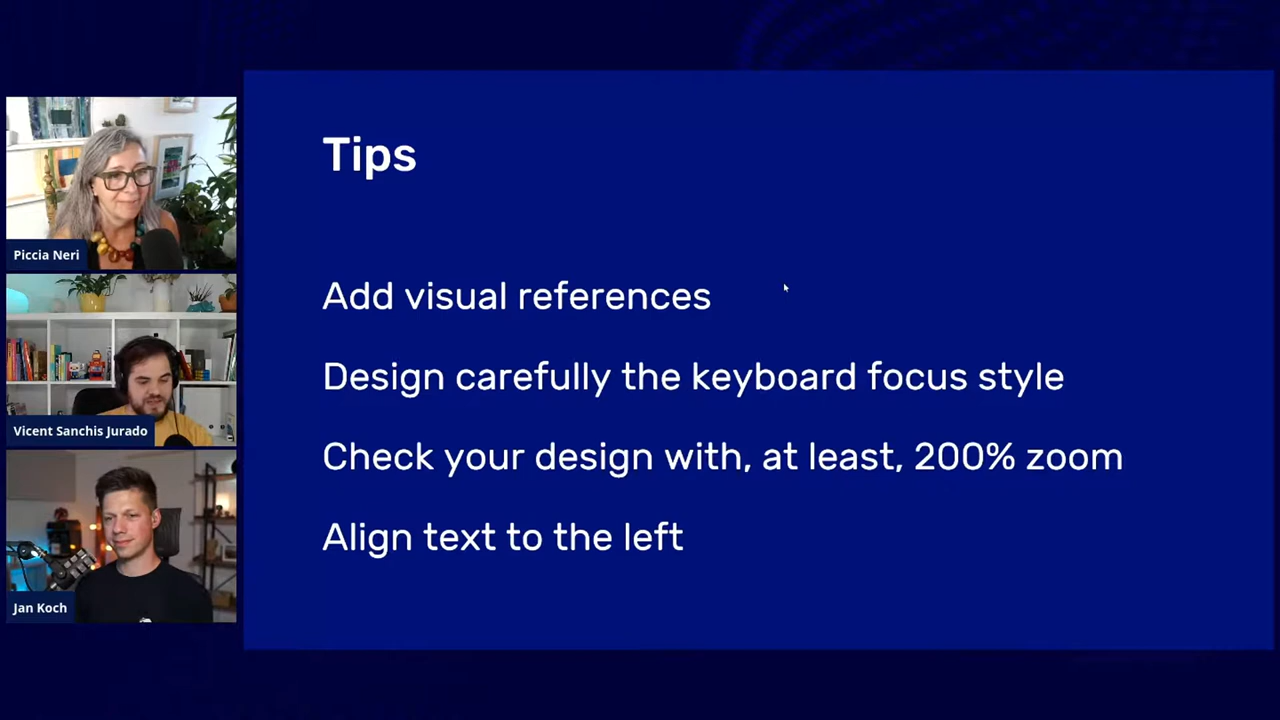 Tips
Add visual references
Design carefully the keyboard focus style
Check your design with, at least, 200% zoom
Align text to the left
Piccia Neri
Vicent Sanchis Jurado
Jan Koch